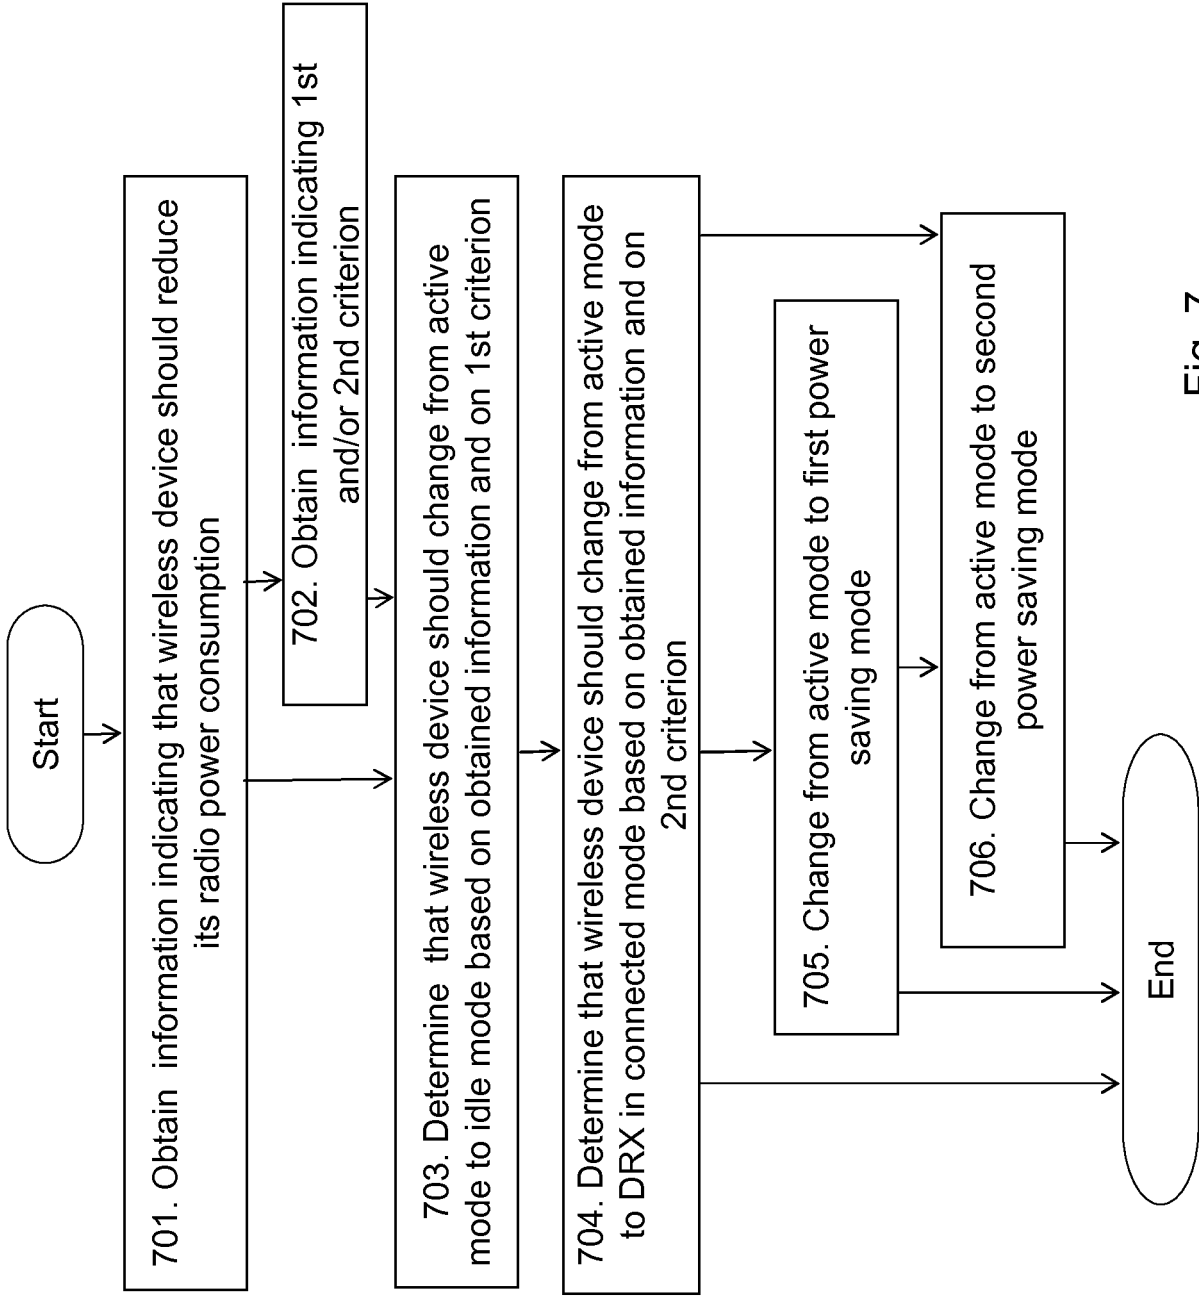 Start
701. Obtain information indicating that wireless device should reduce
its radio power consumption
702. Obtain information indicating 1st
and/or 2nd criterion
703. Determine that wireless device should change from active
mode to idle mode based on obtained information and on 1st criterion
704. Determine that wireless device should change from active mode
to DRX in connected mode based on obtained information and on
2nd criterion
705. Change from active mode to first power
saving mode
706. Change from active mode to second
power saving mode
End